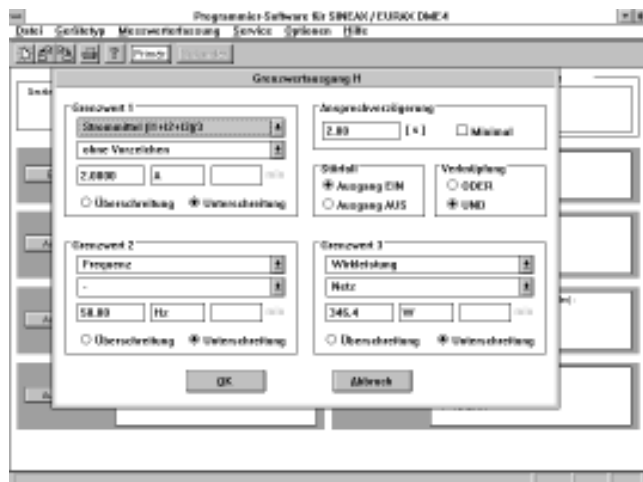 Programmier-Software für SINEAX / EURAX DME4
Datei Gerätetyp Messwerterfassung Service Optionen Hilfe
Primär
Grenzwertausgang H
Grenzwert 1
Strommittel (I1+I2+I3)/3
ohne Vorzeichen
2.0000 A
Überschreitung Unterschreitung
Ansprechverzögerung
2.00 [ s ] Minimal
Störfall
Ausgang EIN
Ausgang AUS
Verknüpfung
ODER
UND
Grenzwert 2
Frequenz
-
50.00 Hz
Überschreitung Unterschreitung
Grenzwert 3
Wirkleistung
Netz
346.4 W
Überschreitung Unterschreitung
OK Abbruch